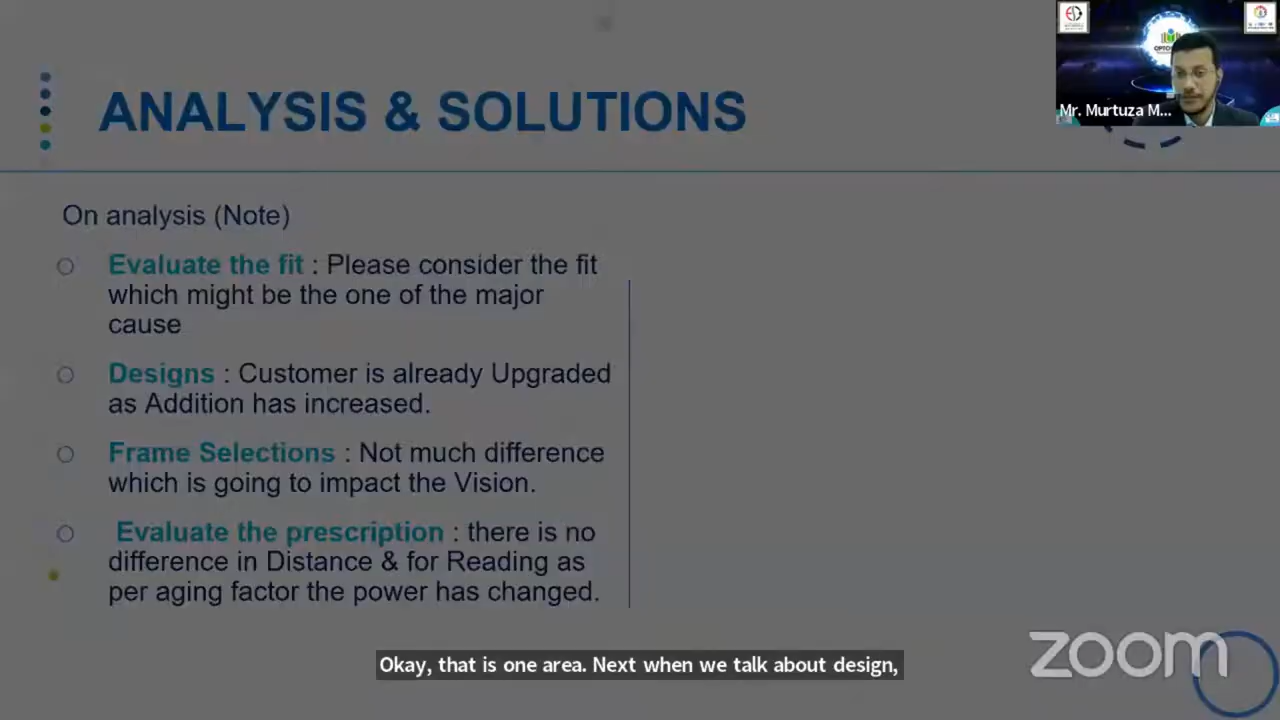 ANALYSIS & SOLUTIONS
Mr. Murtuza M...
On analysis (Note)
Evaluate the fit : Please consider the fit
which might be the one of the major
cause
Designs : Customer is already Upgraded
as Addition has increased.
Frame Selections : Not much difference
which is going to impact the Vision.
Evaluate the prescription : there is no
difference in Distance & for Reading as
per aging factor the power has changed.
Okay, that is one area. Next when we talk about design,
zoom